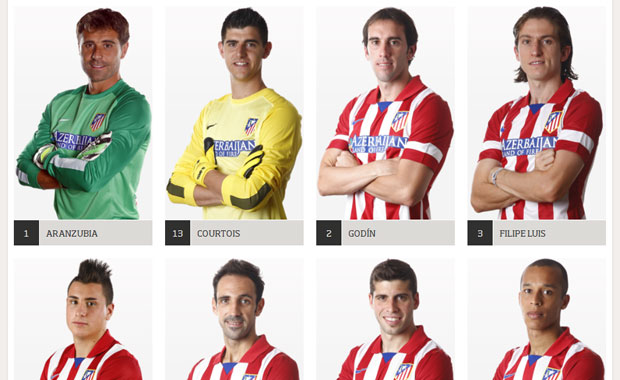 AZERBAIJAN
LAND OF FIRE
AZERBAIJAN
LAND OF FIRE
AZERBAIJAN
LAND OF FIRE
AZERBAIJAN
LAND OF FIRE
1 ARANZUBIA
13 COURTOIS
2 GODÍN
3 FILIPE LUIS